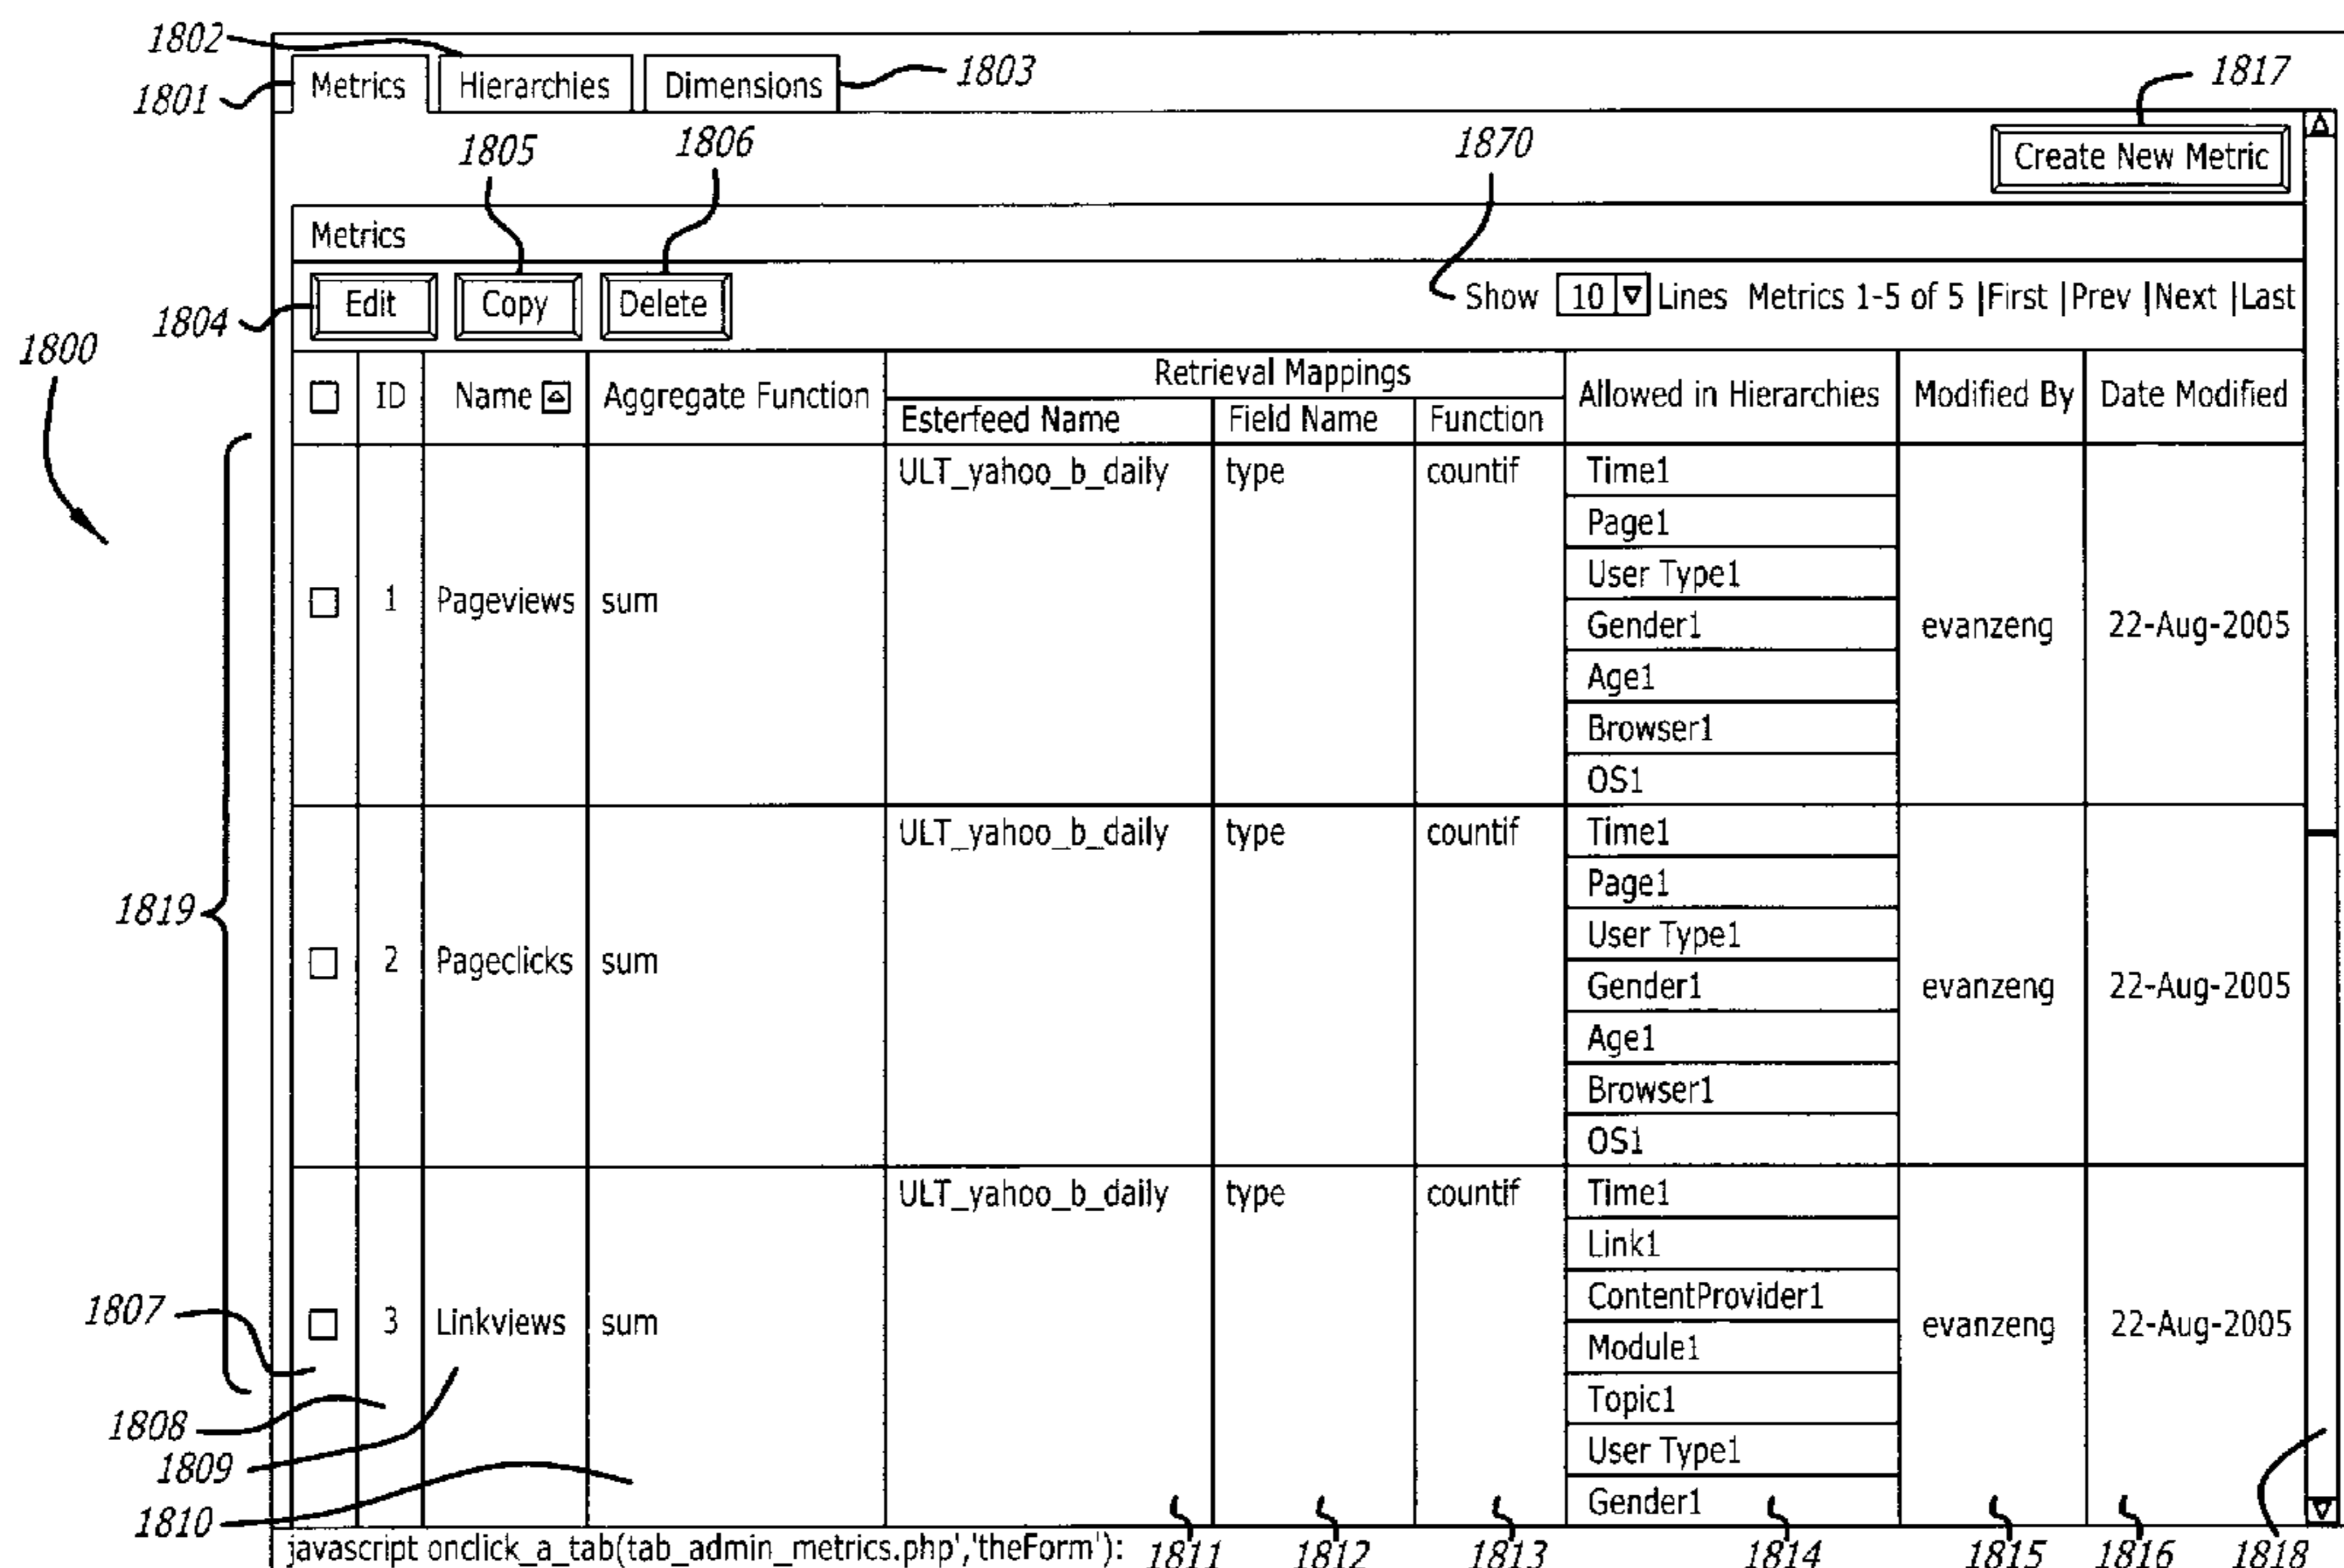 1802
1801
Metrics
Hierarchies
Dimensions
1803
1817
1805
1806
1870
Create New Metric
Metrics
1804
Edit
Copy
Delete
Show 10 Lines Metrics 1-5 of 5 |First |Prev |Next |Last
1800
ID
Name
Aggregate Function
Retrieval Mappings
Esterfeed Name
Field Name
Function
Allowed in Hierarchies
Modified By
Date Modified
1 Pageviews sum
ULT_yahoo_b_daily type countif
Time1
Page1
User Type1
Gender1
Age1
Browser1
OS1
evanzeng 22-Aug-2005
1819
2 Pageclicks sum
ULT_yahoo_b_daily type countif
Time1
Page1
User Type1
Gender1
Age1
Browser1
OS1
evanzeng 22-Aug-2005
3 Linkviews sum
ULT_yahoo_b_daily type countif
Time1
Link1
ContentProvider1
Module1
Topic1
User Type1
Gender1
evanzeng 22-Aug-2005
1807
1808
1809
1810
javascript onclick_a_tab(tab_admin_metrics.php','theForm'):
1811
1812
1813
1814
1815
1816
1818